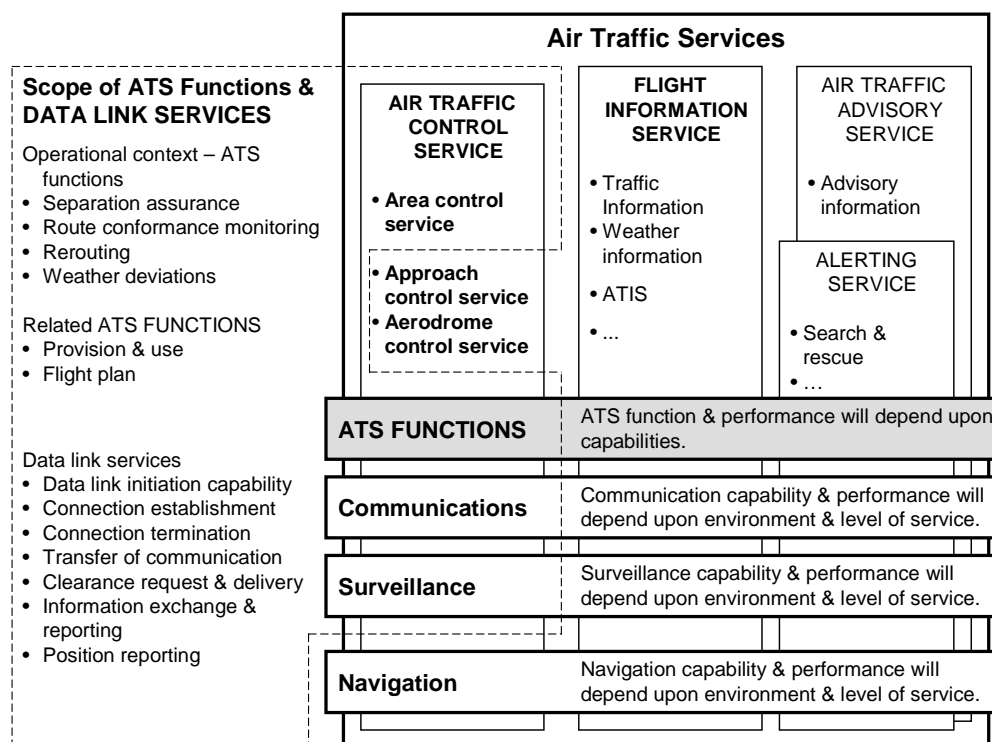 Air Traffic Services
Scope of ATS Functions &
DATA LINK SERVICES
Operational context – ATS
functions
• Separation assurance
• Route conformance monitoring
• Rerouting
• Weather deviations
Related ATS FUNCTIONS
• Provision & use
• Flight plan
Data link services
• Data link initiation capability
• Connection establishment
• Connection termination
• Transfer of communication
• Clearance request & delivery
• Information exchange &
reporting
• Position reporting
AIR TRAFFIC
CONTROL
SERVICE
• Area control
service
• Approach
control service
• Aerodrome
control service
FLIGHT
INFORMATION
SERVICE
• Traffic
Information
• Weather
information
• ATIS
• ...
AIR TRAFFIC
ADVISORY
SERVICE
• Advisory
information
ALERTING
SERVICE
• Search &
rescue
• …
ATS FUNCTIONS
ATS function & performance will depend upon
capabilities.
Communications
Communication capability & performance will
depend upon environment & level of service.
Surveillance
Surveillance capability & performance will
depend upon environment & level of service.
Navigation
Navigation capability & performance will
depend upon environment & level of service.